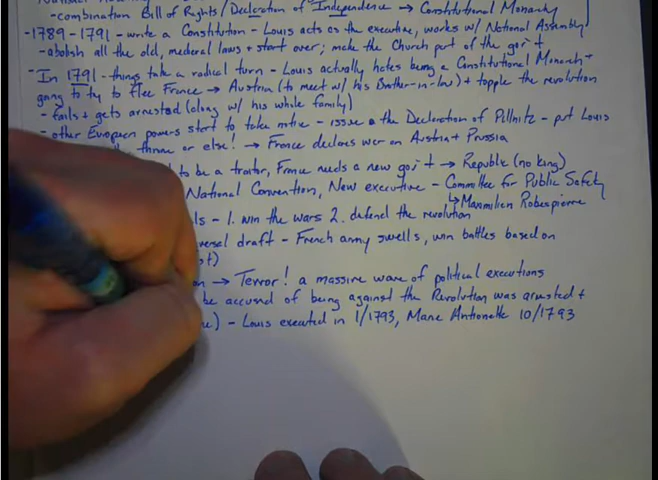 -combination Bill of Rights/Declaration of Independence → Constitutional Monarchy
-1789-1791 - write a Constitution - Louis acts as the executive, works w/ National Assembly
-abolish all the old, medieval laws + start over; make the Church part of the gov't
-In 1791 - things take a radical turn - Louis actually hates being a Constitutional Monarch +
going to try to flee France → Austria (to meet w/ his Brother-in-law) + topple the revolution
-fails + gets arrested (along w/ his whole family)
-other European powers start to take notice - issue the Declaration of Pillnitz - put Louis
throne or else! → France declares war on Austria + Prussia
to be a traitor, France needs a new gov't → Republic (no king)
National Convention, New executive - Committee for Public Safety
↳ Maximilien Robespierre
ls - 1. win the wars 2. defend the revolution
draft - French army swells, win battles based on
→ Terror! a massive wave of political executions
be accused of being against the Revolution was arrested +
- Louis executed in 1/1793, Marie Antionette 10/1793